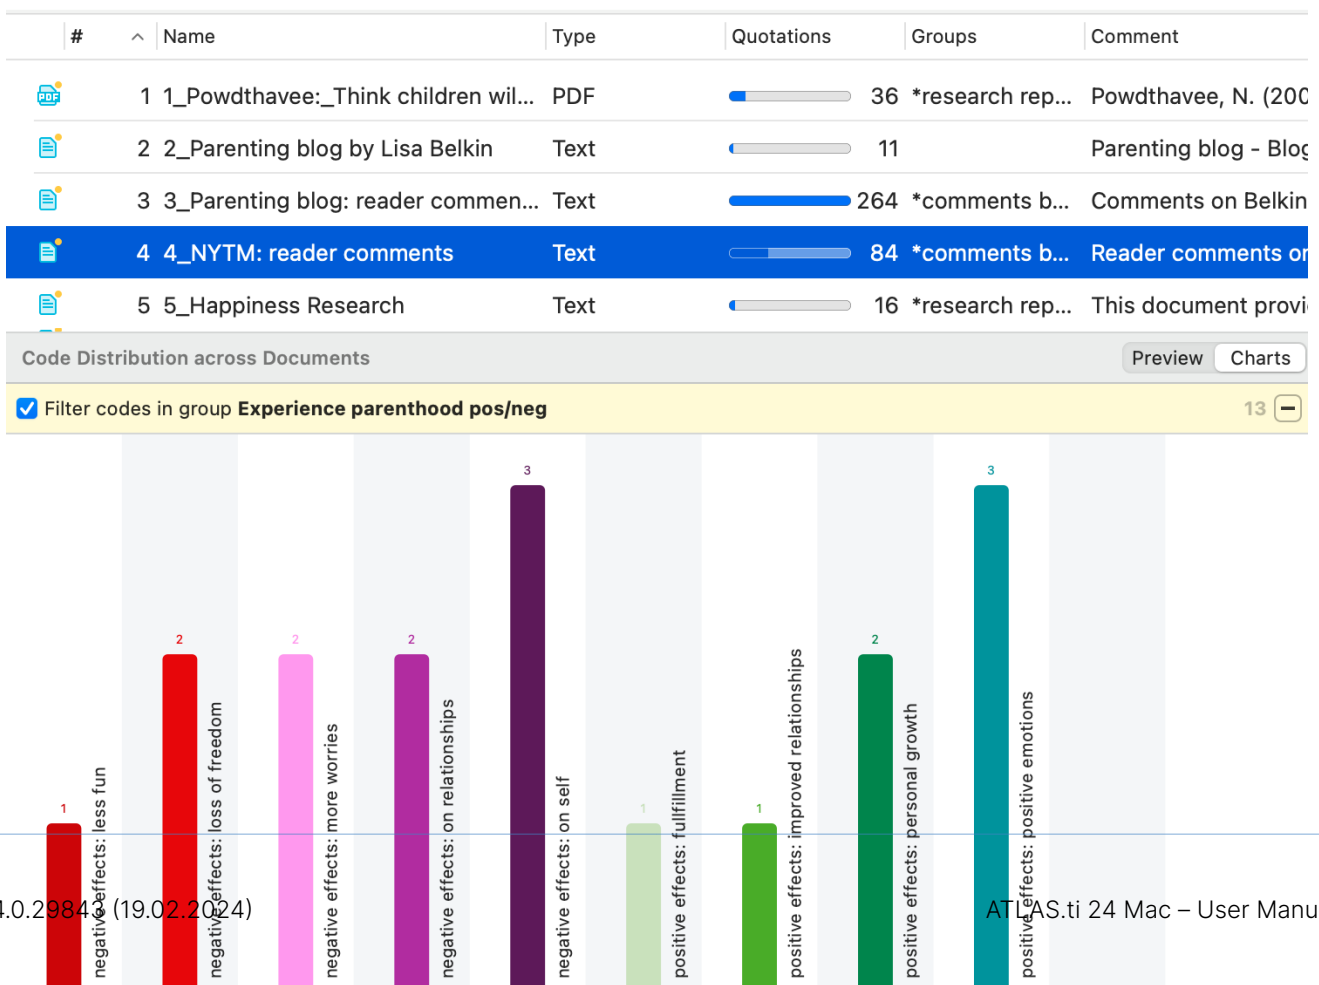 # Name Type Quotations Groups Comment
PDF 1 1_Powdthavee:_Think children wil... PDF 36 *research rep... Powdthavee, N. (200
2 2_Parenting blog by Lisa Belkin Text 11 Parenting blog - Blog
3 3_Parenting blog: reader commen... Text 264 *comments b... Comments on Belkin
4 4_NYTM: reader comments Text 84 *comments b... Reader comments on
5 5_Happiness Research Text 16 *research rep... This document provi
Code Distribution across Documents Preview Charts
Filter codes in group Experience parenthood pos/neg 13
1 negative effects: less fun
2 negative effects: loss of freedom
2 negative effects: more worries
2 negative effects: on relationships
3 negative effects: on self
1 positive effects: fullfillment
1 positive effects: improved relationships
2 positive effects: personal growth
3 positive effects: positive emotions
4.0.29843 (19.02.2024) ATLAS.ti 24 Mac – User Manu